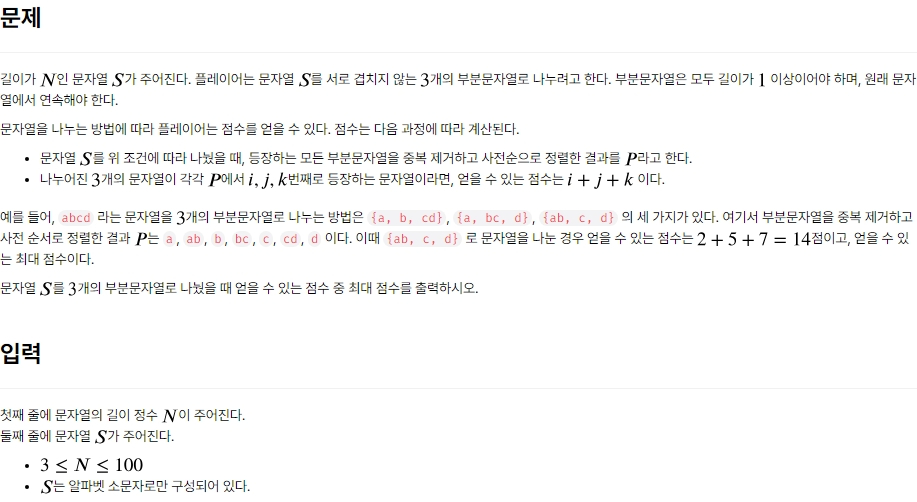 문제
길이가 N인 문자열 S가 주어진다. 플레이어는 문자열 S를 서로 겹치지 않는 3개의 부분문자열로 나누려고 한다. 부분문자열은 모두 길이가 1 이상이어야 하며, 원래 문자
열에서 연속해야 한다.
문자열을 나누는 방법에 따라 플레이어는 점수를 얻을 수 있다. 점수는 다음 과정에 따라 계산된다.
• 문자열 S를 위 조건에 따라 나눴을 때, 등장하는 모든 부분문자열을 중복 제거하고 사전순으로 정렬한 결과를 P라고 한다.
• 나누어진 3개의 문자열이 각각 P에서 i, j, k번째로 등장하는 문자열이라면, 얻을 수 있는 점수는 i + j + k 이다.
예를 들어, abcd 라는 문자열을 3개의 부분문자열로 나누는 방법은 {a, b, cd}, {a, bc, d}, {ab, c, d} 의 세 가지가 있다. 여기서 부분문자열을 중복 제거하고
사전 순서로 정렬한 결과 P는 a, ab, b, bc, c, cd, d 이다. 이때 {ab, c, d} 로 문자열을 나눈 경우 얻을 수 있는 점수는 2 + 5 + 7 = 14점이고, 얻을 수 있
는 최대 점수이다.
문자열 S를 3개의 부분문자열로 나눴을 때 얻을 수 있는 점수 중 최대 점수를 출력하시오.
입력
첫째 줄에 문자열의 길이 정수 N이 주어진다.
둘째 줄에 문자열 S가 주어진다.
• 3 ≤ N ≤ 100
• S는 알파벳 소문자로만 구성되어 있다.